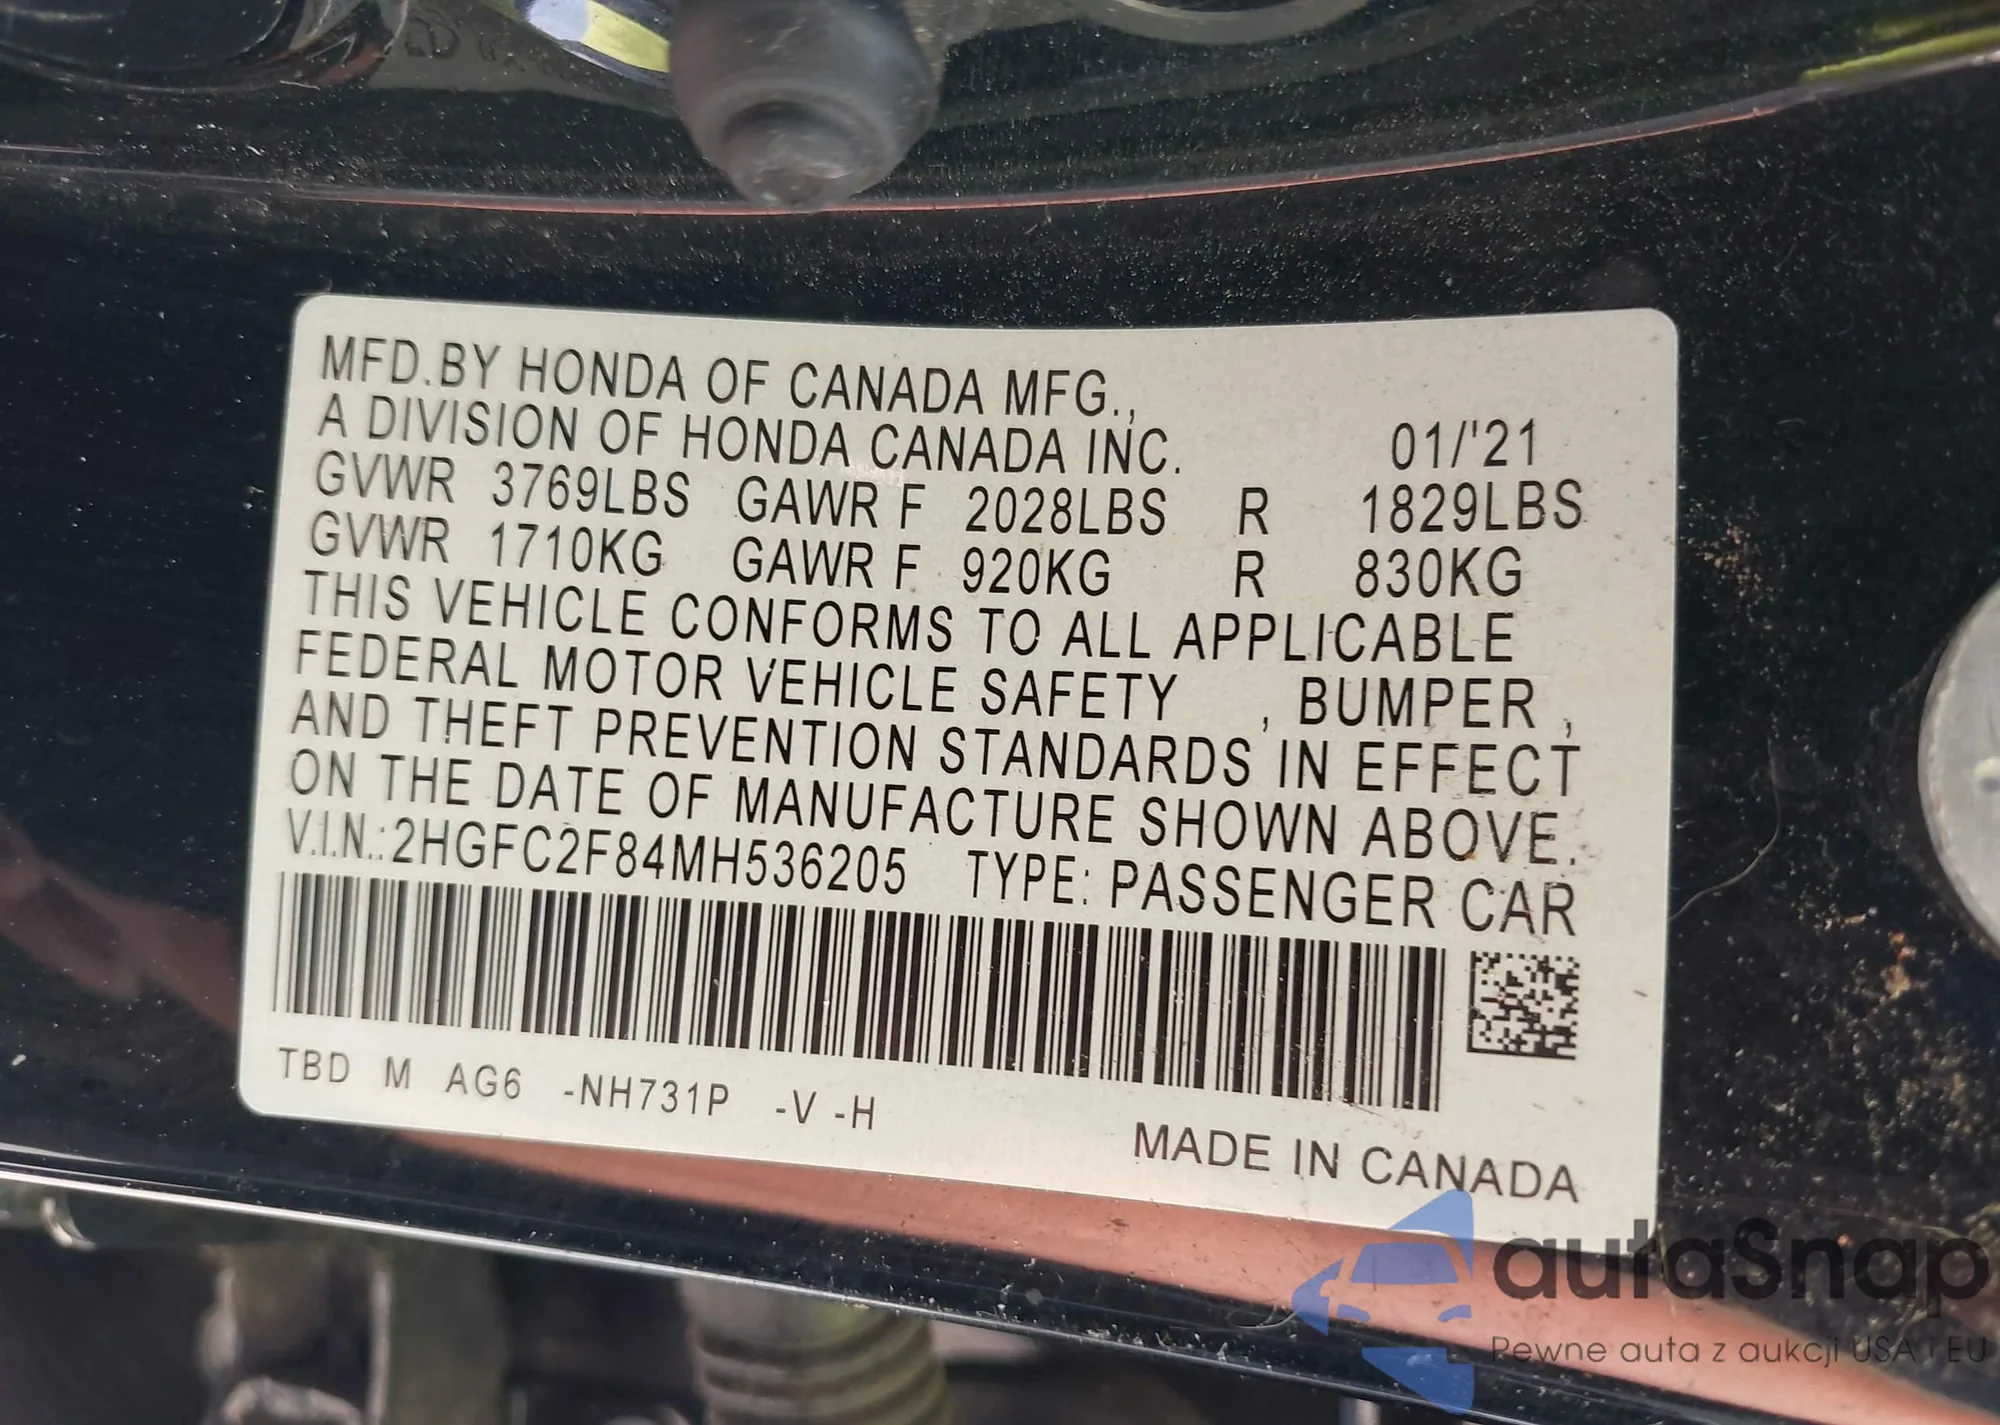 MFD.BY HONDA OF CANADA MFG.,
A DIVISION OF HONDA CANADA INC. 01/'21
GVWR 3769LBS GAWR F 2028LBS R 1829LBS
GVWR 1710KG GAWR F 920KG R 830KG
THIS VEHICLE CONFORMS TO ALL APPLICABLE
FEDERAL MOTOR VEHICLE SAFETY , BUMPER ,
AND THEFT PREVENTION STANDARDS IN EFFECT
ON THE DATE OF MANUFACTURE SHOWN ABOVE.
V.I.N.:2HGFC2F84MH536205 TYPE: PASSENGER CAR
TBD M AG6 -NH731P -V -H
MADE IN CANADA
autaSnap
Pewne auta z aukcji USA i EU